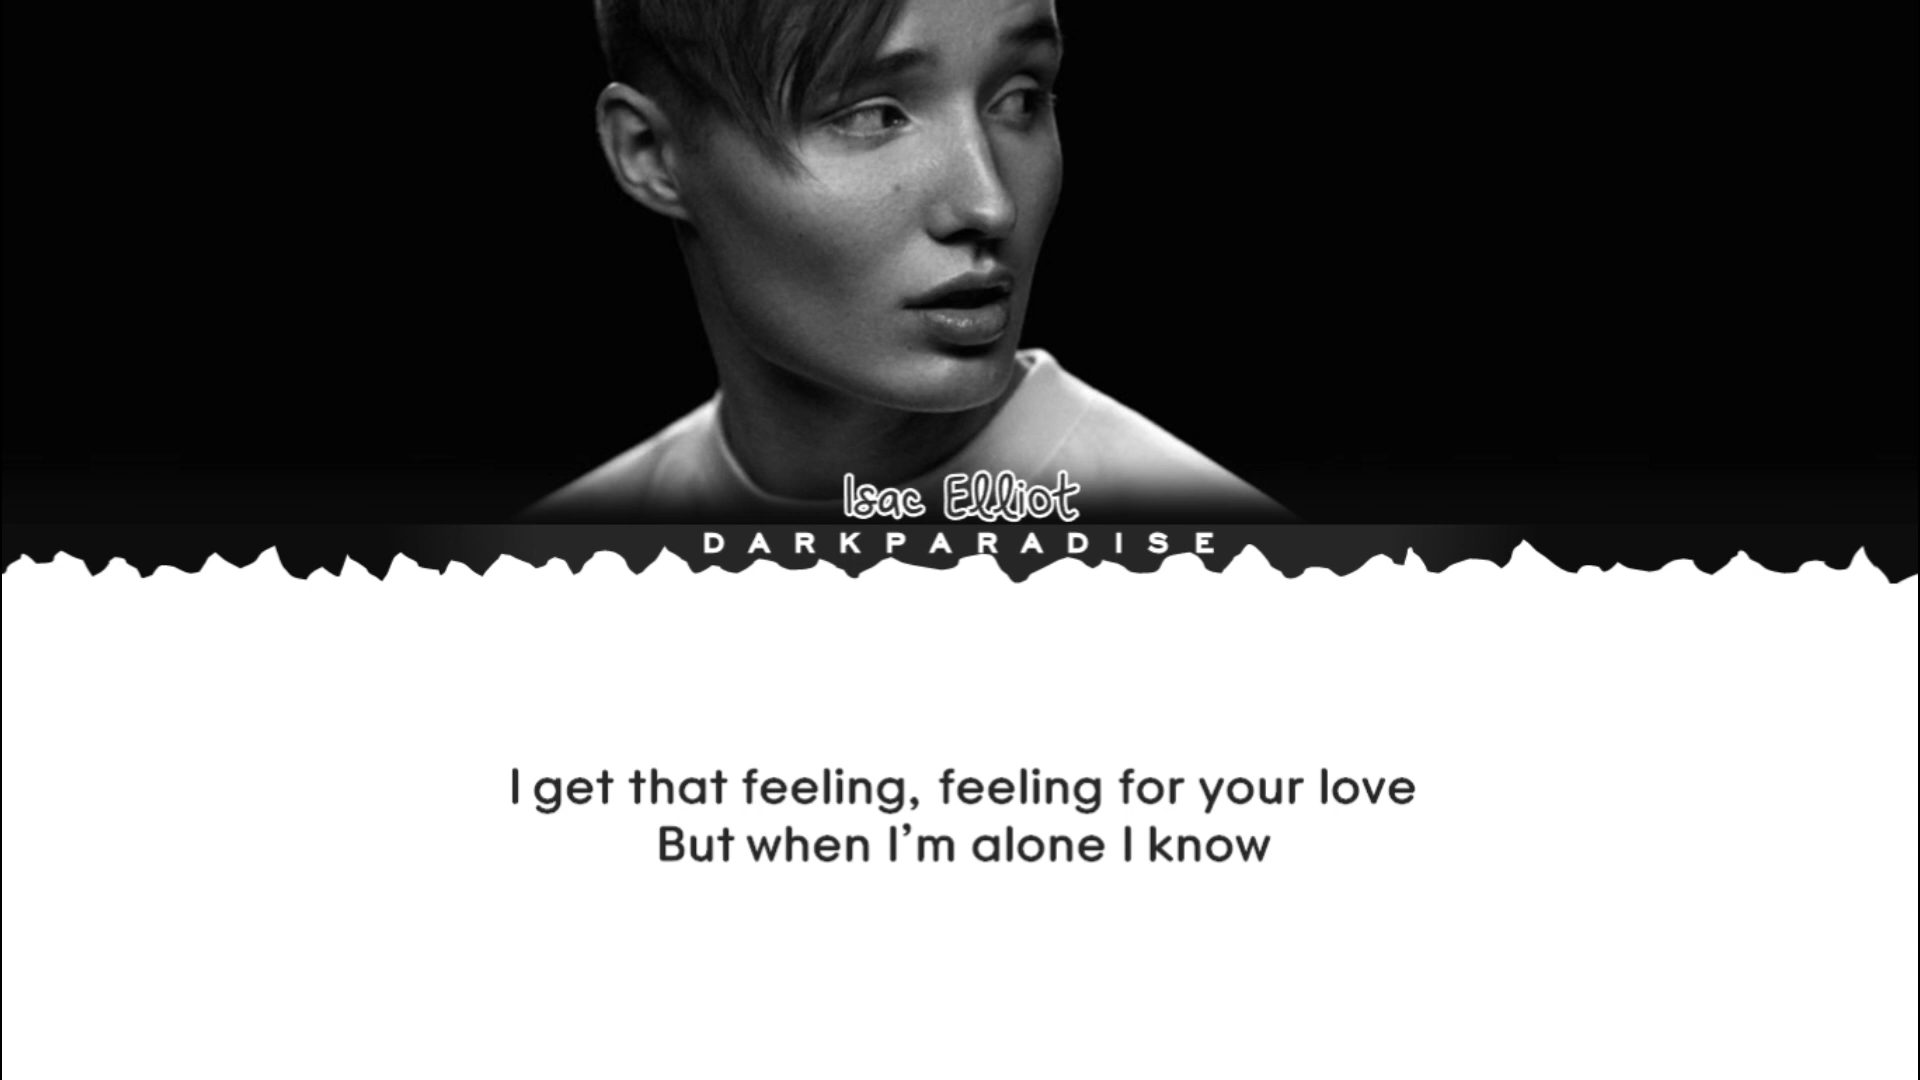 Isac Elliot
DARKPARADISE
I get that feeling, feeling for your love
But when I'm alone I know